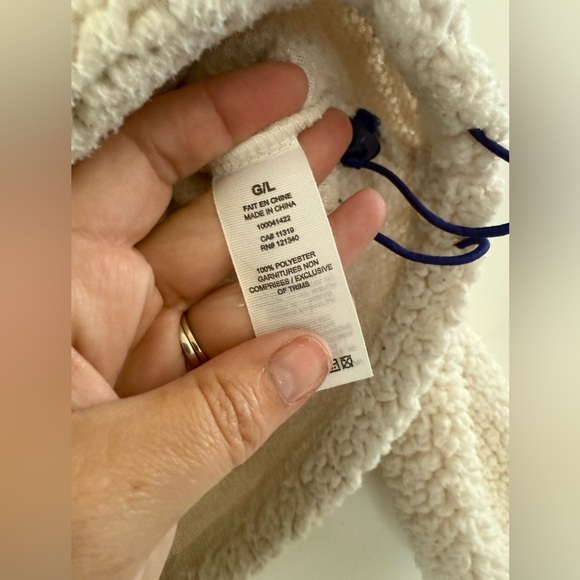 G/L
FAIT EN CHINE
MADE IN CHINA
100041422
CA# 11319
RN# 121340
100% POLYESTER
GARNITURES NON
COMPRISES / EXCLUSIVE
OF TRIMS